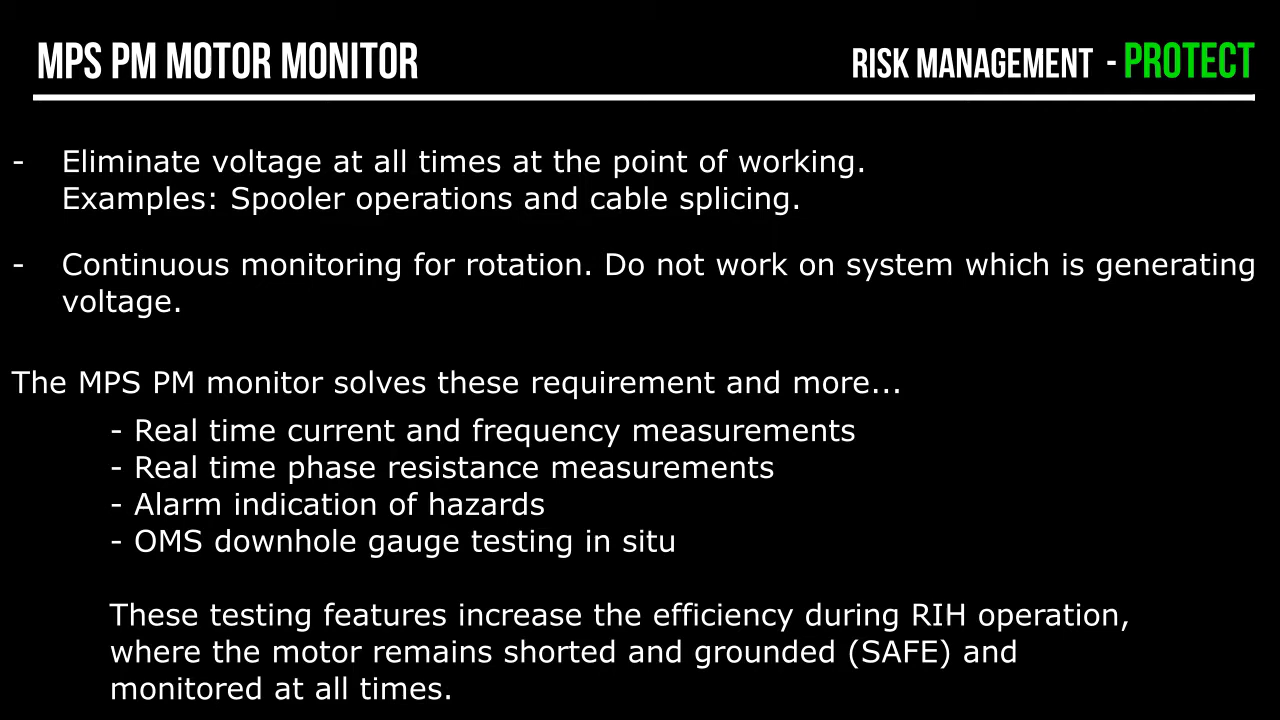 MPS PM MOTOR MONITOR
RISK MANAGEMENT - PROTECT
- Eliminate voltage at all times at the point of working.
Examples: Spooler operations and cable splicing.
- Continuous monitoring for rotation. Do not work on system which is generating
voltage.
The MPS PM monitor solves these requirement and more...
- Real time current and frequency measurements
- Real time phase resistance measurements
- Alarm indication of hazards
- OMS downhole gauge testing in situ
These testing features increase the efficiency during RIH operation,
where the motor remains shorted and grounded (SAFE) and
monitored at all times.